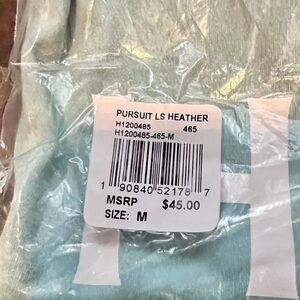 PURSUIT LS HEATHER
H1200485 465
H1200485-465-M
1 90840 52178 7
MSRP $45.00
SIZE: M